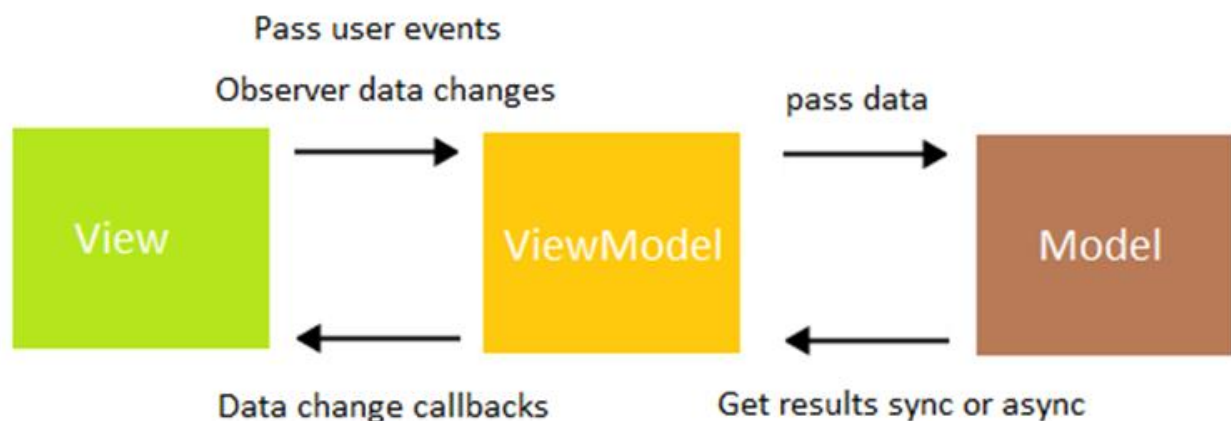 Pass user events
Observer data changes
pass data
View
ViewModel
Model
Data change callbacks
Get results sync or async